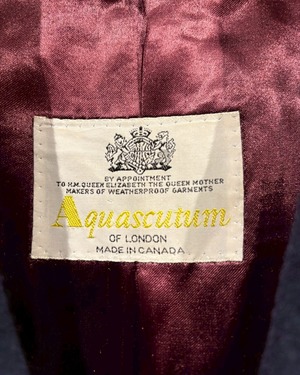 BY APPOINTMENT
TO H.M. QUEEN ELIZABETH THE QUEEN MOTHER
MAKERS OF WEATHERPROOF GARMENTS
Aquascutum
OF LONDON
MADE IN CANADA